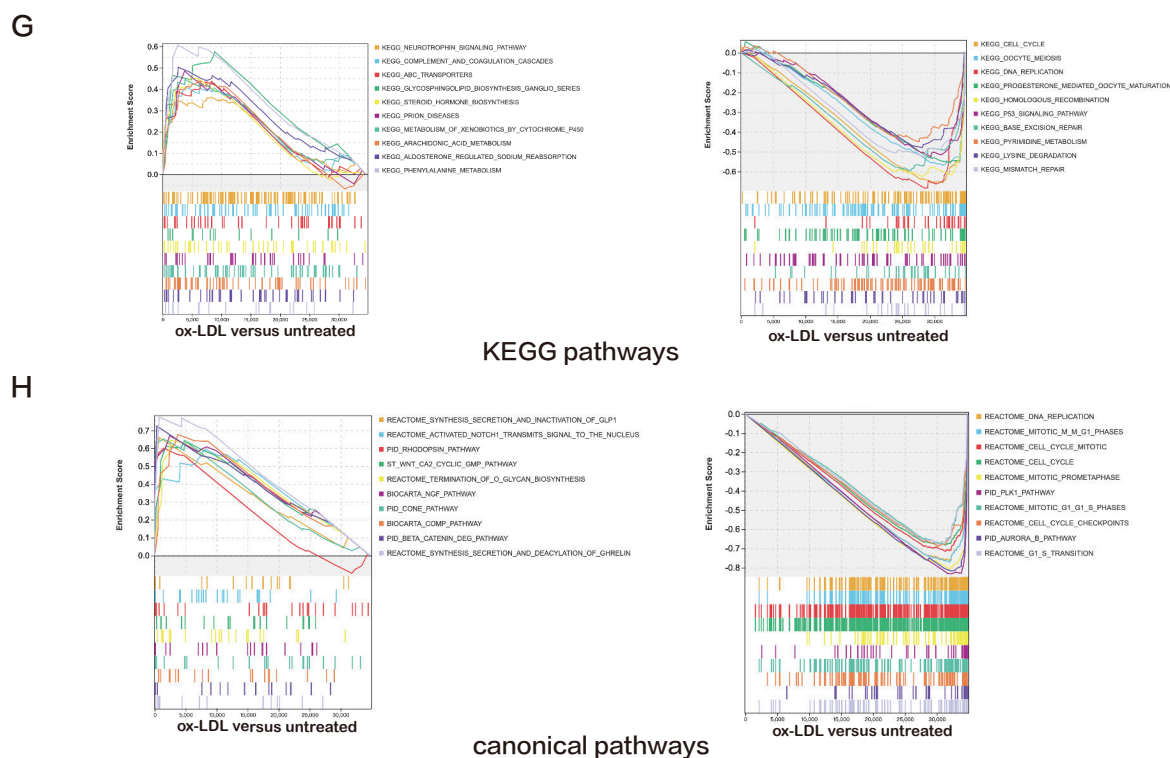 G
Enrichment Score
0.6
0.5
0.4
0.3
0.2
0.1
0.0
0 5,000 10,000 15,000 20,000 25,000 30,000
ox-LDL versus untreated
KEGG_NEUROTROPHIN_SIGNALING_PATHWAY
KEGG_COMPLEMENT_AND_COAGULATION_CASCADES
KEGG_ABC_TRANSPORTERS
KEGG_GLYCOSPHINGOLIPID_BIOSYNTHESIS_GANGLIO_SERIES
KEGG_STEROID_HORMONE_BIOSYNTHESIS
KEGG_PRION_DISEASES
KEGG_METABOLISM_OF_XENOBIOTICS_BY_CYTOCHROME_P450
KEGG_ARACHIDONIC_ACID_METABOLISM
KEGG_ALDOSTERONE_REGULATED_SODIUM_REABSORPTION
KEGG_PHENYLALANINE_METABOLISM
Enrichment Score
0.0
-0.1
-0.2
-0.3
-0.4
-0.5
-0.6
0 5,000 10,000 15,000 20,000 25,000 30,000
ox-LDL versus untreated
KEGG_CELL_CYCLE
KEGG_OOCYTE_MEIOSIS
KEGG_DNA_REPLICATION
KEGG_PROGESTERONE_MEDIATED_OOCYTE_MATURATION
KEGG_HOMOLOGOUS_RECOMBINATION
KEGG_P53_SIGNALING_PATHWAY
KEGG_BASE_EXCISION_REPAIR
KEGG_PYRIMIDINE_METABOLISM
KEGG_LYSINE_DEGRADATION
KEGG_MISMATCH_REPAIR
KEGG pathways
H
Enrichment Score
0.7
0.6
0.5
0.4
0.3
0.2
0.1
0.0
0 5,000 10,000 15,000 20,000 25,000 30,000
ox-LDL versus untreated
REACTOME_SYNTHESIS_SECRETION_AND_INACTIVATION_OF_GLP1
REACTOME_ACTIVATED_NOTCH1_TRANSMITS_SIGNAL_TO_THE_NUCLEUS
PID_RHODOPSIN_PATHWAY
ST_WNT_CA2_CYCLIC_GMP_PATHWAY
REACTOME_TERMINATION_OF_O_GLYCAN_BIOSYNTHESIS
BIOCARTA_NGF_PATHWAY
PID_CONE_PATHWAY
BIOCARTA_COMP_PATHWAY
PID_BETA_CATENIN_DEG_PATHWAY
REACTOME_SYNTHESIS_SECRETION_AND_DEACYLATION_OF_GHRELIN
Enrichment Score
0.0
-0.1
-0.2
-0.3
-0.4
-0.5
-0.6
-0.7
-0.8
0 5,000 10,000 15,000 20,000 25,000 30,000
ox-LDL versus untreated
REACTOME_DNA_REPLICATION
REACTOME_MITOTIC_M_M_G1_PHASES
REACTOME_CELL_CYCLE_MITOTIC
REACTOME_CELL_CYCLE
REACTOME_MITOTIC_PROMETAPHASE
PID_PLK1_PATHWAY
REACTOME_MITOTIC_G1_G1_S_PHASES
REACTOME_CELL_CYCLE_CHECKPOINTS
PID_AURORA_B_PATHWAY
REACTOME_G1_S_TRANSITION
canonical pathways